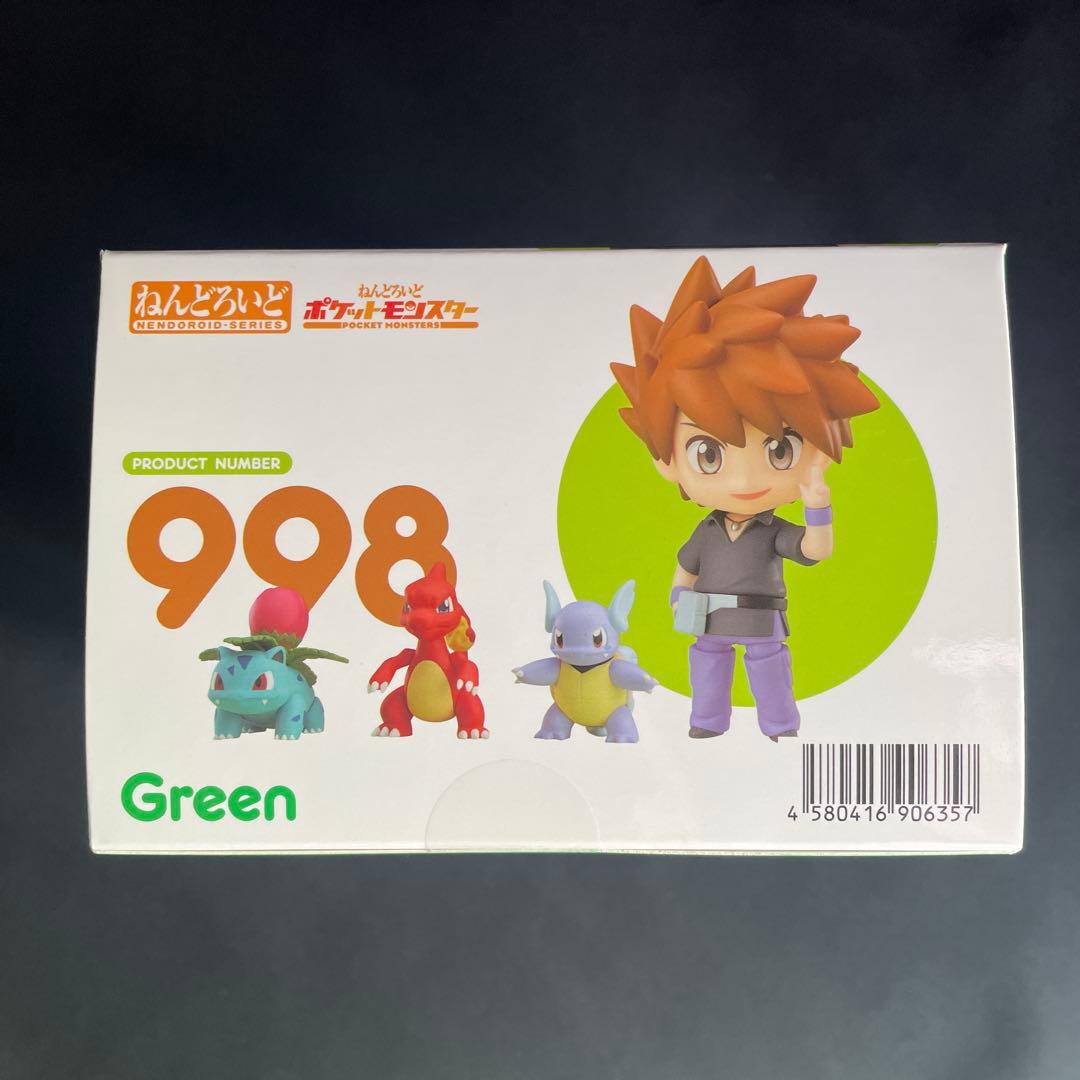 ねんどろいど
NENDOROID-SERIES
ねんどろいど
ポケットモンスター
POCKET MONSTERS
PRODUCT NUMBER
998
Green
4 580416 906357